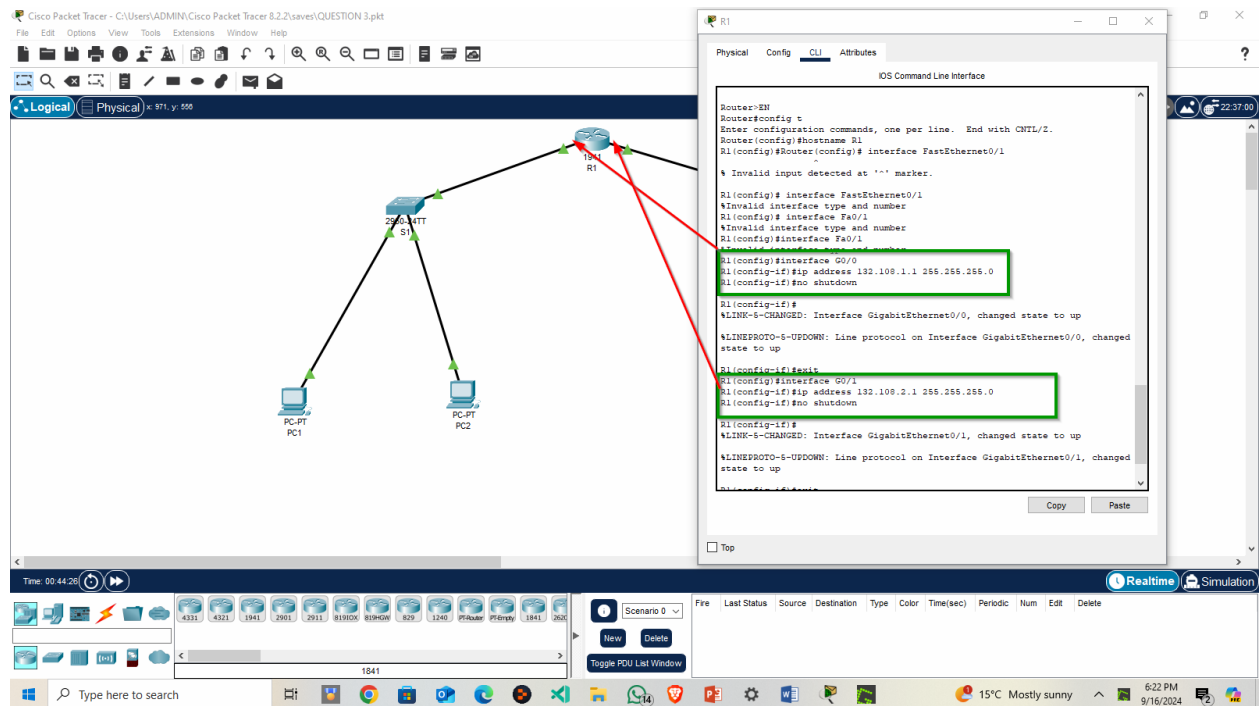 Cisco Packet Tracer - C:\Users\ADMIN\Cisco Packet Tracer 8.2.2\saves\QUESTION 3.pkt
File Edit Options View Tools Extensions Window Help
?
Logical Physical x: 971, y: 556
22:37:00
1941
R1
2950-24TT
S1
PC-PT
PC1
PC-PT
PC2
R1
Physical Config CLI Attributes
IOS Command Line Interface
Router>EN
Router#config t
Enter configuration commands, one per line. End with CNTL/Z.
Router(config)#hostname R1
R1(config)#Router(config)# interface FastEthernet0/1
^
% Invalid input detected at '^' marker.
R1(config)# interface FastEthernet0/1
%Invalid interface type and number
R1(config)# interface Fa0/1
%Invalid interface type and number
R1(config)#interface Fa0/1
%Invalid interface type and number
R1(config)#interface G0/0
R1(config-if)#ip address 132.108.1.1 255.255.255.0
R1(config-if)#no shutdown
R1(config-if)#
%LINK-5-CHANGED: Interface GigabitEthernet0/0, changed state to up
%LINEPROTO-5-UPDOWN: Line protocol on Interface GigabitEthernet0/0, changed
state to up
R1(config-if)#exit
R1(config)#interface G0/1
R1(config-if)#ip address 132.108.2.1 255.255.255.0
R1(config-if)#no shutdown
R1(config-if)#
%LINK-5-CHANGED: Interface GigabitEthernet0/1, changed state to up
%LINEPROTO-5-UPDOWN: Line protocol on Interface GigabitEthernet0/1, changed
state to up
R1(config-if)#exit
Copy Paste
Top
Time: 00:44:26
Realtime Simulation
4331 4321 1941 2901 2911 819IOX 819HGW 829 1240 PT-Router PT-Empty 1841 262
1841
Scenario 0
New Delete
Toggle PDU List Window
Fire Last Status Source Destination Type Color Time(sec) Periodic Num Edit Delete
Type here to search
14
15°C Mostly sunny
6:22 PM
9/16/2024
2